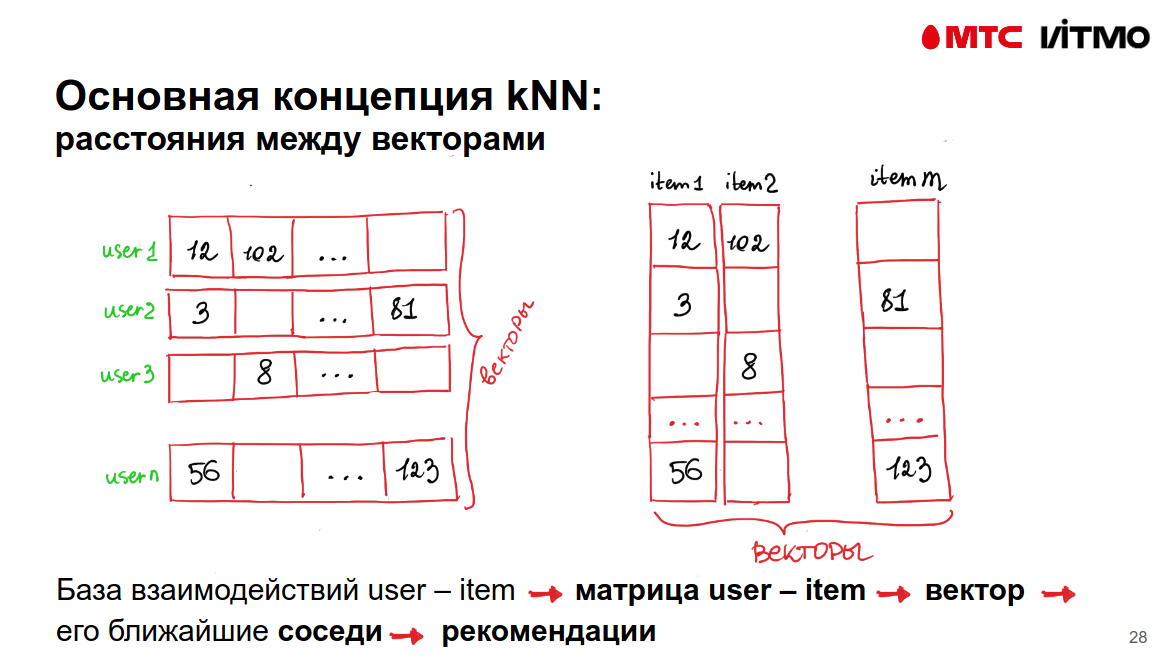 МТС ИТМО
Основная концепция kNN:
расстояния между векторами
user1 12 102 ...
user2 3 ... 81
user3 8 ...
user n 56 ... 123
векторы
item1 item2 item m
12 102
3 81
8
... ... ...
56 123
векторы
База взаимодействий user – item матрица user – item вектор
его ближайшие соседи рекомендации
28